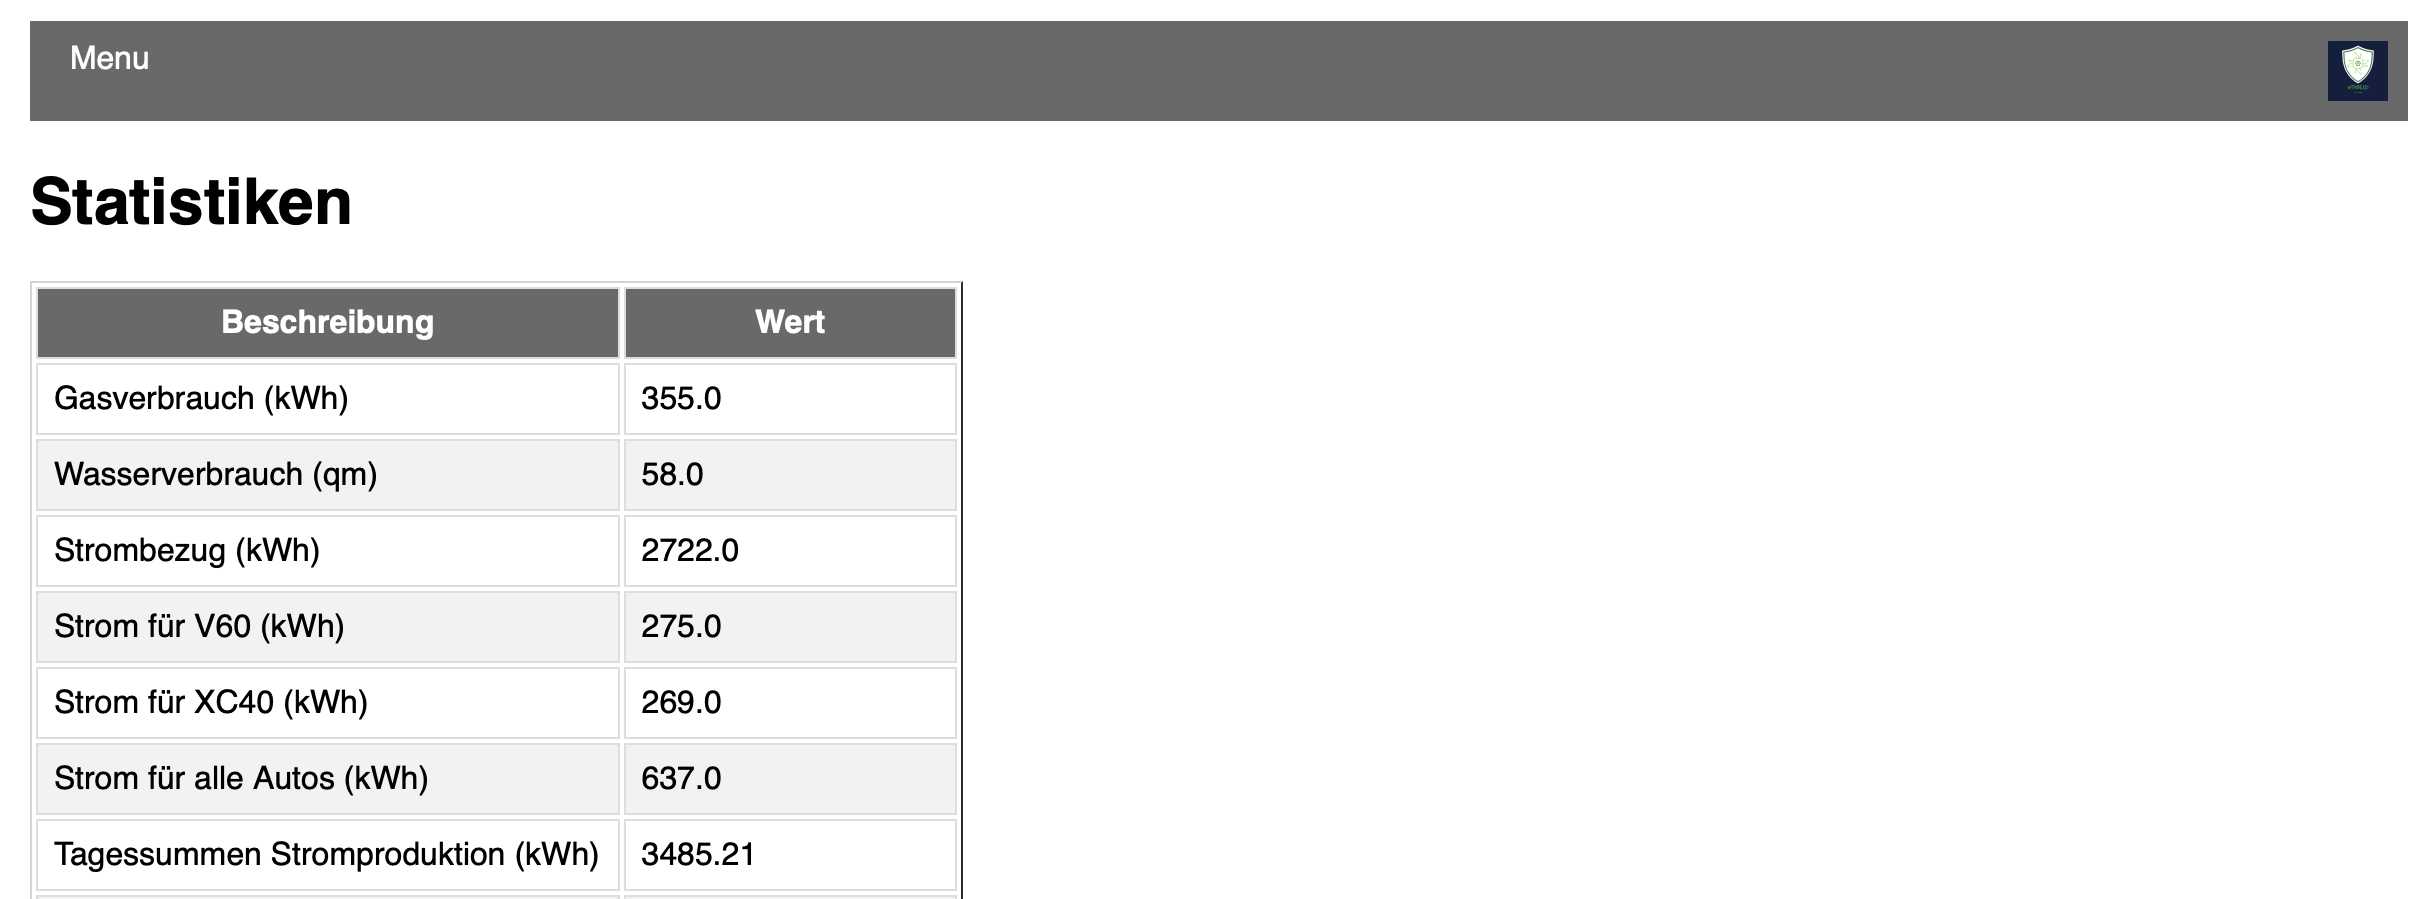 Menu
Statistiken
Beschreibung Wert
Gasverbrauch (kWh) 355.0
Wasserverbrauch (qm) 58.0
Strombezug (kWh) 2722.0
Strom für V60 (kWh) 275.0
Strom für XC40 (kWh) 269.0
Strom für alle Autos (kWh) 637.0
Tagessummen Stromproduktion (kWh) 3485.21